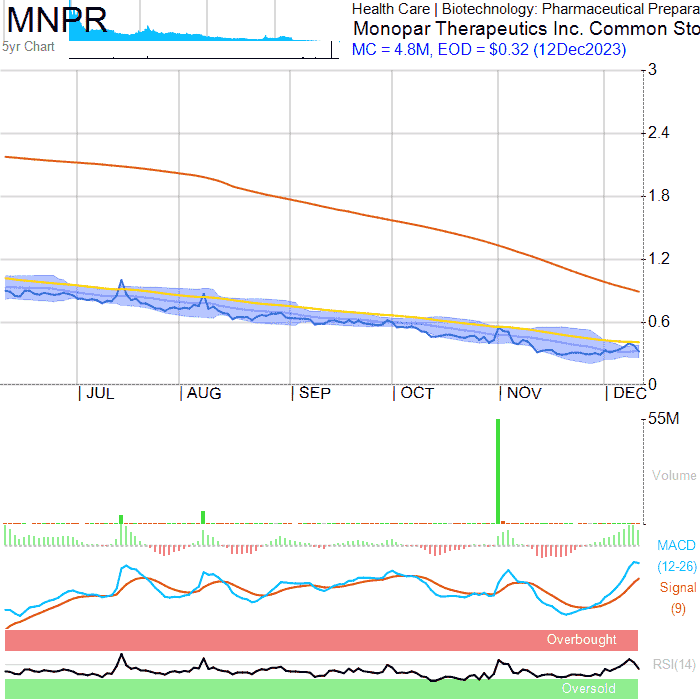 MNPR
5yr Chart
Health Care | Biotechnology: Pharmaceutical Prepara
Monopar Therapeutics Inc. Common Sto
MC = 4.8M, EOD = $0.32 (12Dec2023)
3
2.4
1.8
1.2
0.6
0
| JUL
| AUG
| SEP
| OCT
| NOV
| DEC
55M
Volume
MACD
(12-26)
Signal
(9)
Overbought
RSI(14)
Oversold